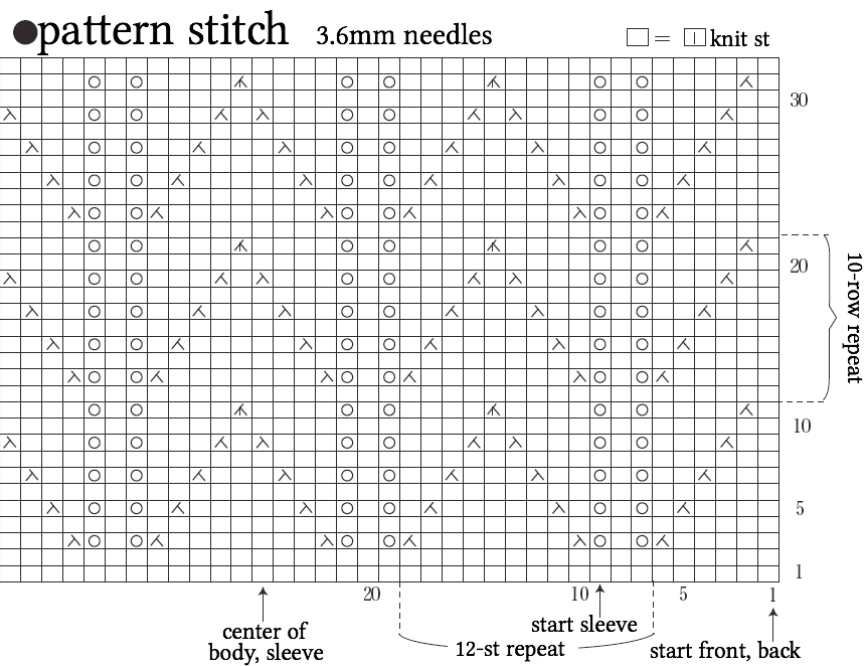 ●pattern stitch 3.6mm needles
□ = | knit st
30
20
10-row repeat
10
5
1
20 10 5 1
center of body, sleeve
12-st repeat
start sleeve
start front, back